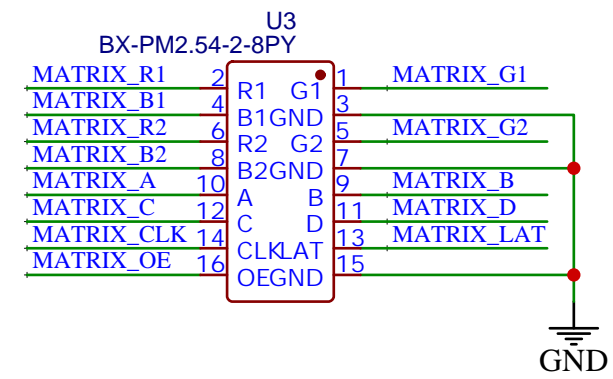 U3
BX-PM2.54-2-8PY
MATRIX_R1 2 R1 G1 1 MATRIX_G1
MATRIX_B1 4 B1 GND 3
MATRIX_R2 6 R2 G2 5 MATRIX_G2
MATRIX_B2 8 B2 GND 7
MATRIX_A 10 A B 9 MATRIX_B
MATRIX_C 12 C D 11 MATRIX_D
MATRIX_CLK 14 CLK LAT 13 MATRIX_LAT
MATRIX_OE 16 OE GND 15
GND